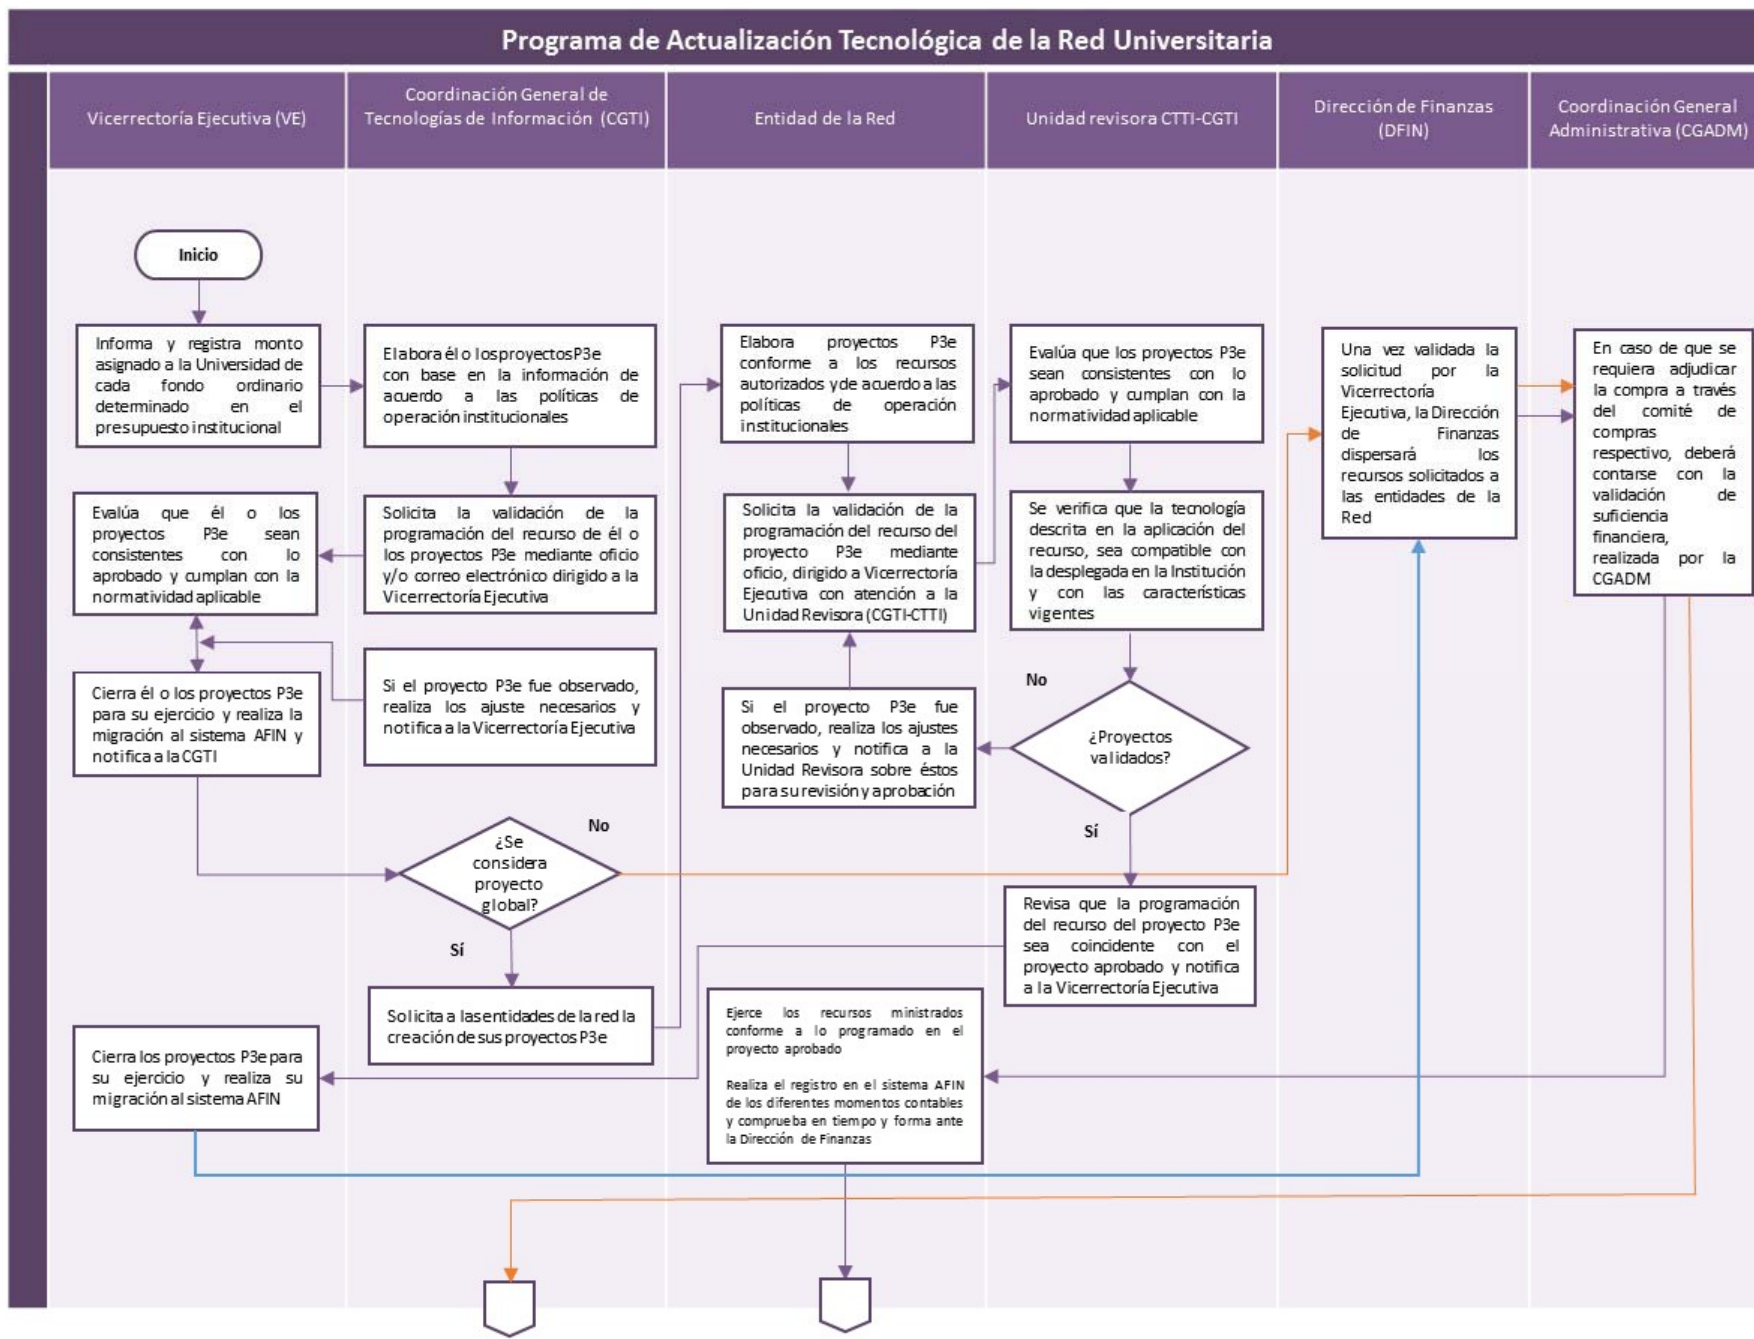 Programa de Actualización Tecnológica de la Red Universitaria
Vicerrectoría Ejecutiva (VE)
Coordinación General de
Tecnologías de Información (CGTI)
Entidad de la Red
Unidad revisora CTTI-CGTI
Dirección de Finanzas
(DFIN)
Coordinación General
Administrativa (CGADM)
Inicio
Informa y registra monto
asignado a la Universidad de
cada fondo ordinario
determinado en el
presupuesto institucional
Elabora él o los proyectos P3e
con base en la información de
acuerdo a las políticas de
operación institucionales
Elabora proyectos P3e
conforme a los recursos
autorizados y de acuerdo a las
políticas de operación
institucionales
Evalúa que los proyectos P3e
sean consistentes con lo
aprobado y cumplan con la
normatividad aplicable
Una vez validada la
solicitud por la
Vicerrectoría
Ejecutiva, la Dirección
de Finanzas
dispersará los
recursos solicitados a
las entidades de la
Red
En caso de que se
requiera adjudicar
la compra a través
del comité de
compras
respectivo, deberá
contarse con la
validación de
suficiencia
financiera,
realizada por la
CGADM
Evalúa que él o los
proyectos P3e sean
consistentes con lo
aprobado y cumplan con la
normatividad aplicable
Solicita la validación de la
programación del recurso de él o
los proyectos P3e mediante oficio
y/o correo electrónico dirigido a la
Vicerrectoría Ejecutiva
Solicita la validación de la
programación del recurso del
proyecto P3e mediante
oficio, dirigido a Vicerrectoría
Ejecutiva con atención a la
Unidad Revisora (CGTI-CTTI)
Se verifica que la tecnología
descrita en la aplicación del
recurso, sea compatible con
la desplegada en la Institución
y con las características
vigentes
Cierra él o los proyectos P3e
para su ejercicio y realiza la
migración al sistema AFIN y
notifica a la CGTI
Si el proyecto P3e fue observado,
realiza los ajuste necesarios y
notifica a la Vicerrectoría Ejecutiva
Si el proyecto P3e fue
observado, realiza los ajustes
necesarios y notifica a la
Unidad Revisora sobre éstos
para su revisión y aprobación
No
¿Proyectos
validados?
Sí
¿Se
considera
proyecto
global?
No
Sí
Revisa que la programación
del recurso del proyecto P3e
sea coincidente con el
proyecto aprobado y notifica
a la Vicerrectoría Ejecutiva
Solicita a las entidades de la red la
creación de sus proyectos P3e
Cierra los proyectos P3e para
su ejercicio y realiza su
migración al sistema AFIN
Ejerce los recursos ministrados
conforme a lo programado en el
proyecto aprobado
Realiza el registro en el sistema AFIN
de los diferentes momentos contables
y comprueba en tiempo y forma ante
la Dirección de Finanzas